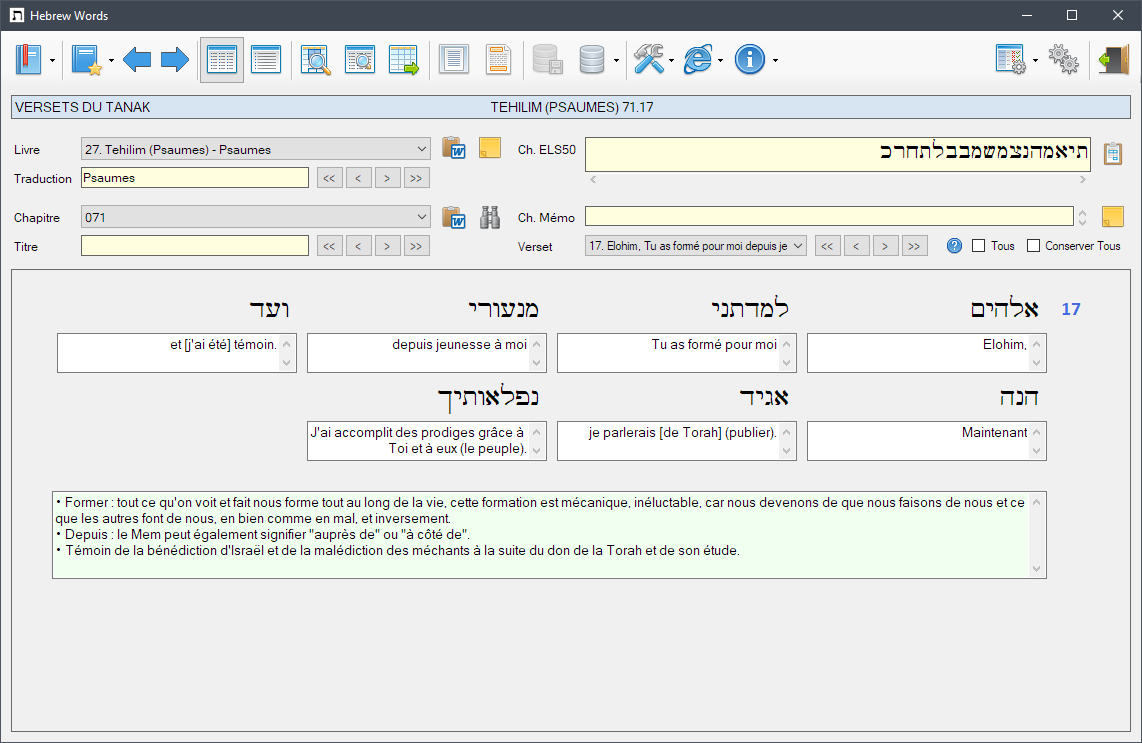 Hebrew Words
VERSETS DU TANAK TEHILIM (PSAUMES) 71.17
Livre 27. Tehilim (Psaumes) - Psaumes Ch. ELS50 תיאמהנצמשמבבלתחרכ
Traduction Psaumes << < > >>
Chapitre 071 Ch. Mémo
Titre << < > >> Verset 17. Elohim, Tu as formé pour moi depuis je << < > >> Tous Conserver Tous
17 אלהים למדתני מנעורי ועד
Elohim, Tu as formé pour moi depuis jeunesse à moi et [j'ai été] témoin.
הנה אגיד נפלאותיך
Maintenant je parlerais [de Torah] (publier). J'ai accomplit des prodiges grâce à
Toi et à eux (le peuple).
• Former : tout ce qu'on voit et fait nous forme tout au long de la vie, cette formation est mécanique, inéluctable, car nous devenons de que nous faisons de nous et ce
que les autres font de nous, en bien comme en mal, et inversement.
• Depuis : le Mem peut également signifier "auprès de" ou "à côté de".
• Témoin de la bénédiction d'Israël et de la malédiction des méchants à la suite du don de la Torah et de son étude.